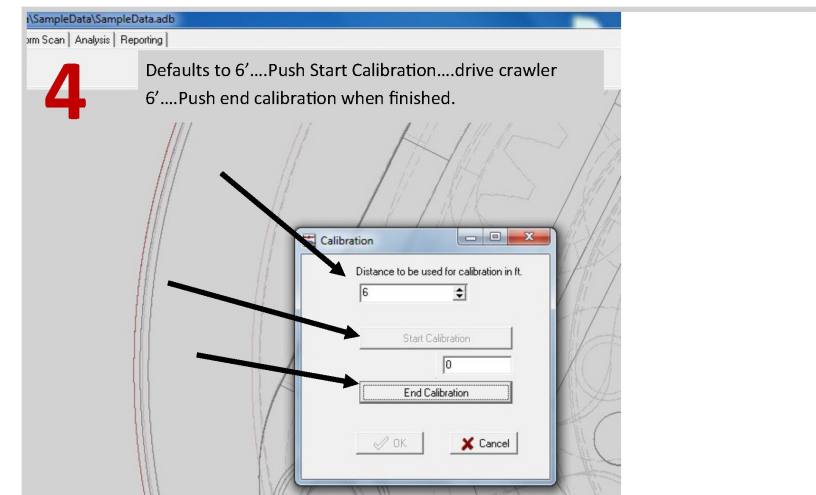 \SampleData\SampleData.adb
rm Scan Analysis Reporting
4
Defaults to 6’....Push Start Calibration....drive crawler
6’....Push end calibration when finished.
Calibration
Distance to be used for calibration in ft.
6
Start Calibration
0
End Calibration
OK Cancel